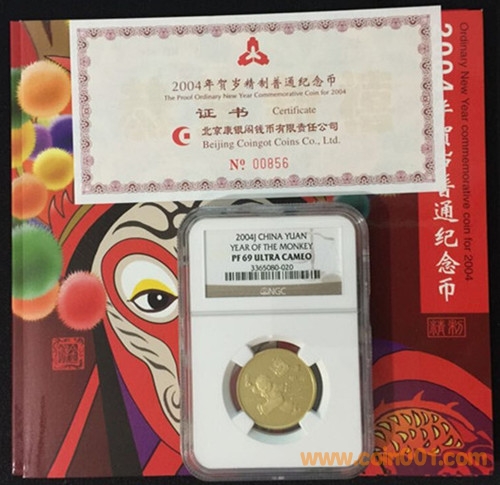 2004年贺岁精制普通纪念币
The Proof Ordinary New Year Commemorative Coin for 2004
证 书 Certificate
北京康银阁钱币有限责任公司
Beijing Coingot Coins Co., Ltd.
No 00856
Ordinary New Year commemorative coin for 2004
2004年贺岁普通纪念币
精制
2004J CHINA YUAN
YEAR OF THE MONKEY
PF 69 ULTRA CAMEO
3365080-020
NGC
www.coin001.com